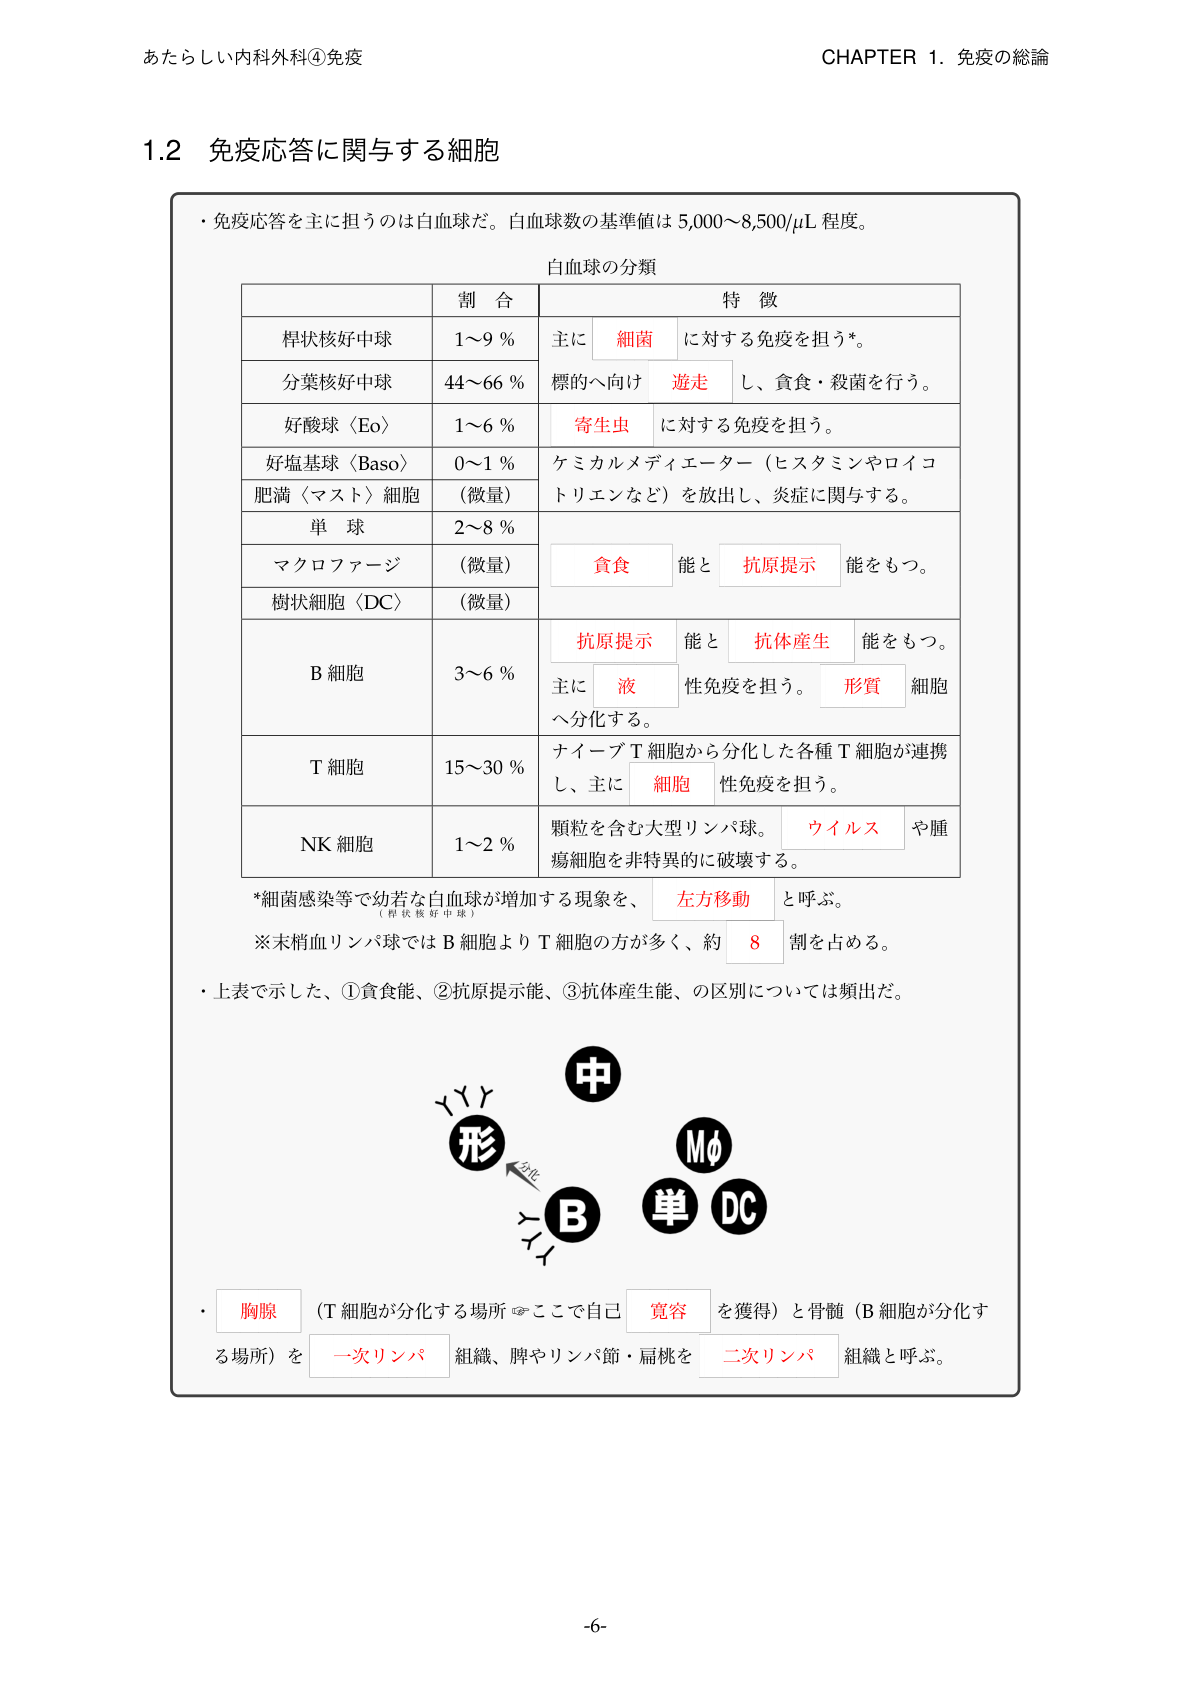 あたらしい内科外科④免疫
CHAPTER 1. 免疫の総論
1.2 免疫応答に関与する細胞
・免疫応答を主に担うのは白血球だ。白血球数の基準値は 5,000〜8,500/μL 程度。
白血球の分類
割 合 特 徴
桿状核好中球 1〜9 % 主に 細菌 に対する免疫を担う*。
分葉核好中球 44〜66 % 標的へ向け 遊走 し、貪食・殺菌を行う。
好酸球〈Eo〉 1〜6 % 寄生虫 に対する免疫を担う。
好塩基球〈Baso〉 0〜1 % ケミカルメディエーター（ヒスタミンやロイコ
肥満〈マスト〉細胞 （微量） トリエンなど）を放出し、炎症に関与する。
単 球 2〜8 %
マクロファージ （微量） 貪食 能と 抗原提示 能をもつ。
樹状細胞〈DC〉 （微量）
B 細胞 3〜6 % 抗原提示 能と 抗体産生 能をもつ。
主に 液 性免疫を担う。 形質 細胞
へ分化する。
T 細胞 15〜30 % ナイーブ T 細胞から分化した各種 T 細胞が連携
し、主に 細胞 性免疫を担う。
NK 細胞 1〜2 % 顆粒を含む大型リンパ球。 ウイルス や腫
瘍細胞を非特異的に破壊する。
*細菌感染等で幼若な白血球が増加する現象を、 左方移動 と呼ぶ。
（桿状核好中球）
※末梢血リンパ球では B 細胞より T 細胞の方が多く、約 8 割を占める。
・上表で示した、①貪食能、②抗原提示能、③抗体産生能、の区別については頻出だ。
中
形
Mφ
分化
B
単
DC
・ 胸腺 （T 細胞が分化する場所 ☞ここで自己 寛容 を獲得）と骨髄（B 細胞が分化す
る場所）を 一次リンパ 組織、脾やリンパ節・扁桃を 二次リンパ 組織と呼ぶ。
-6-